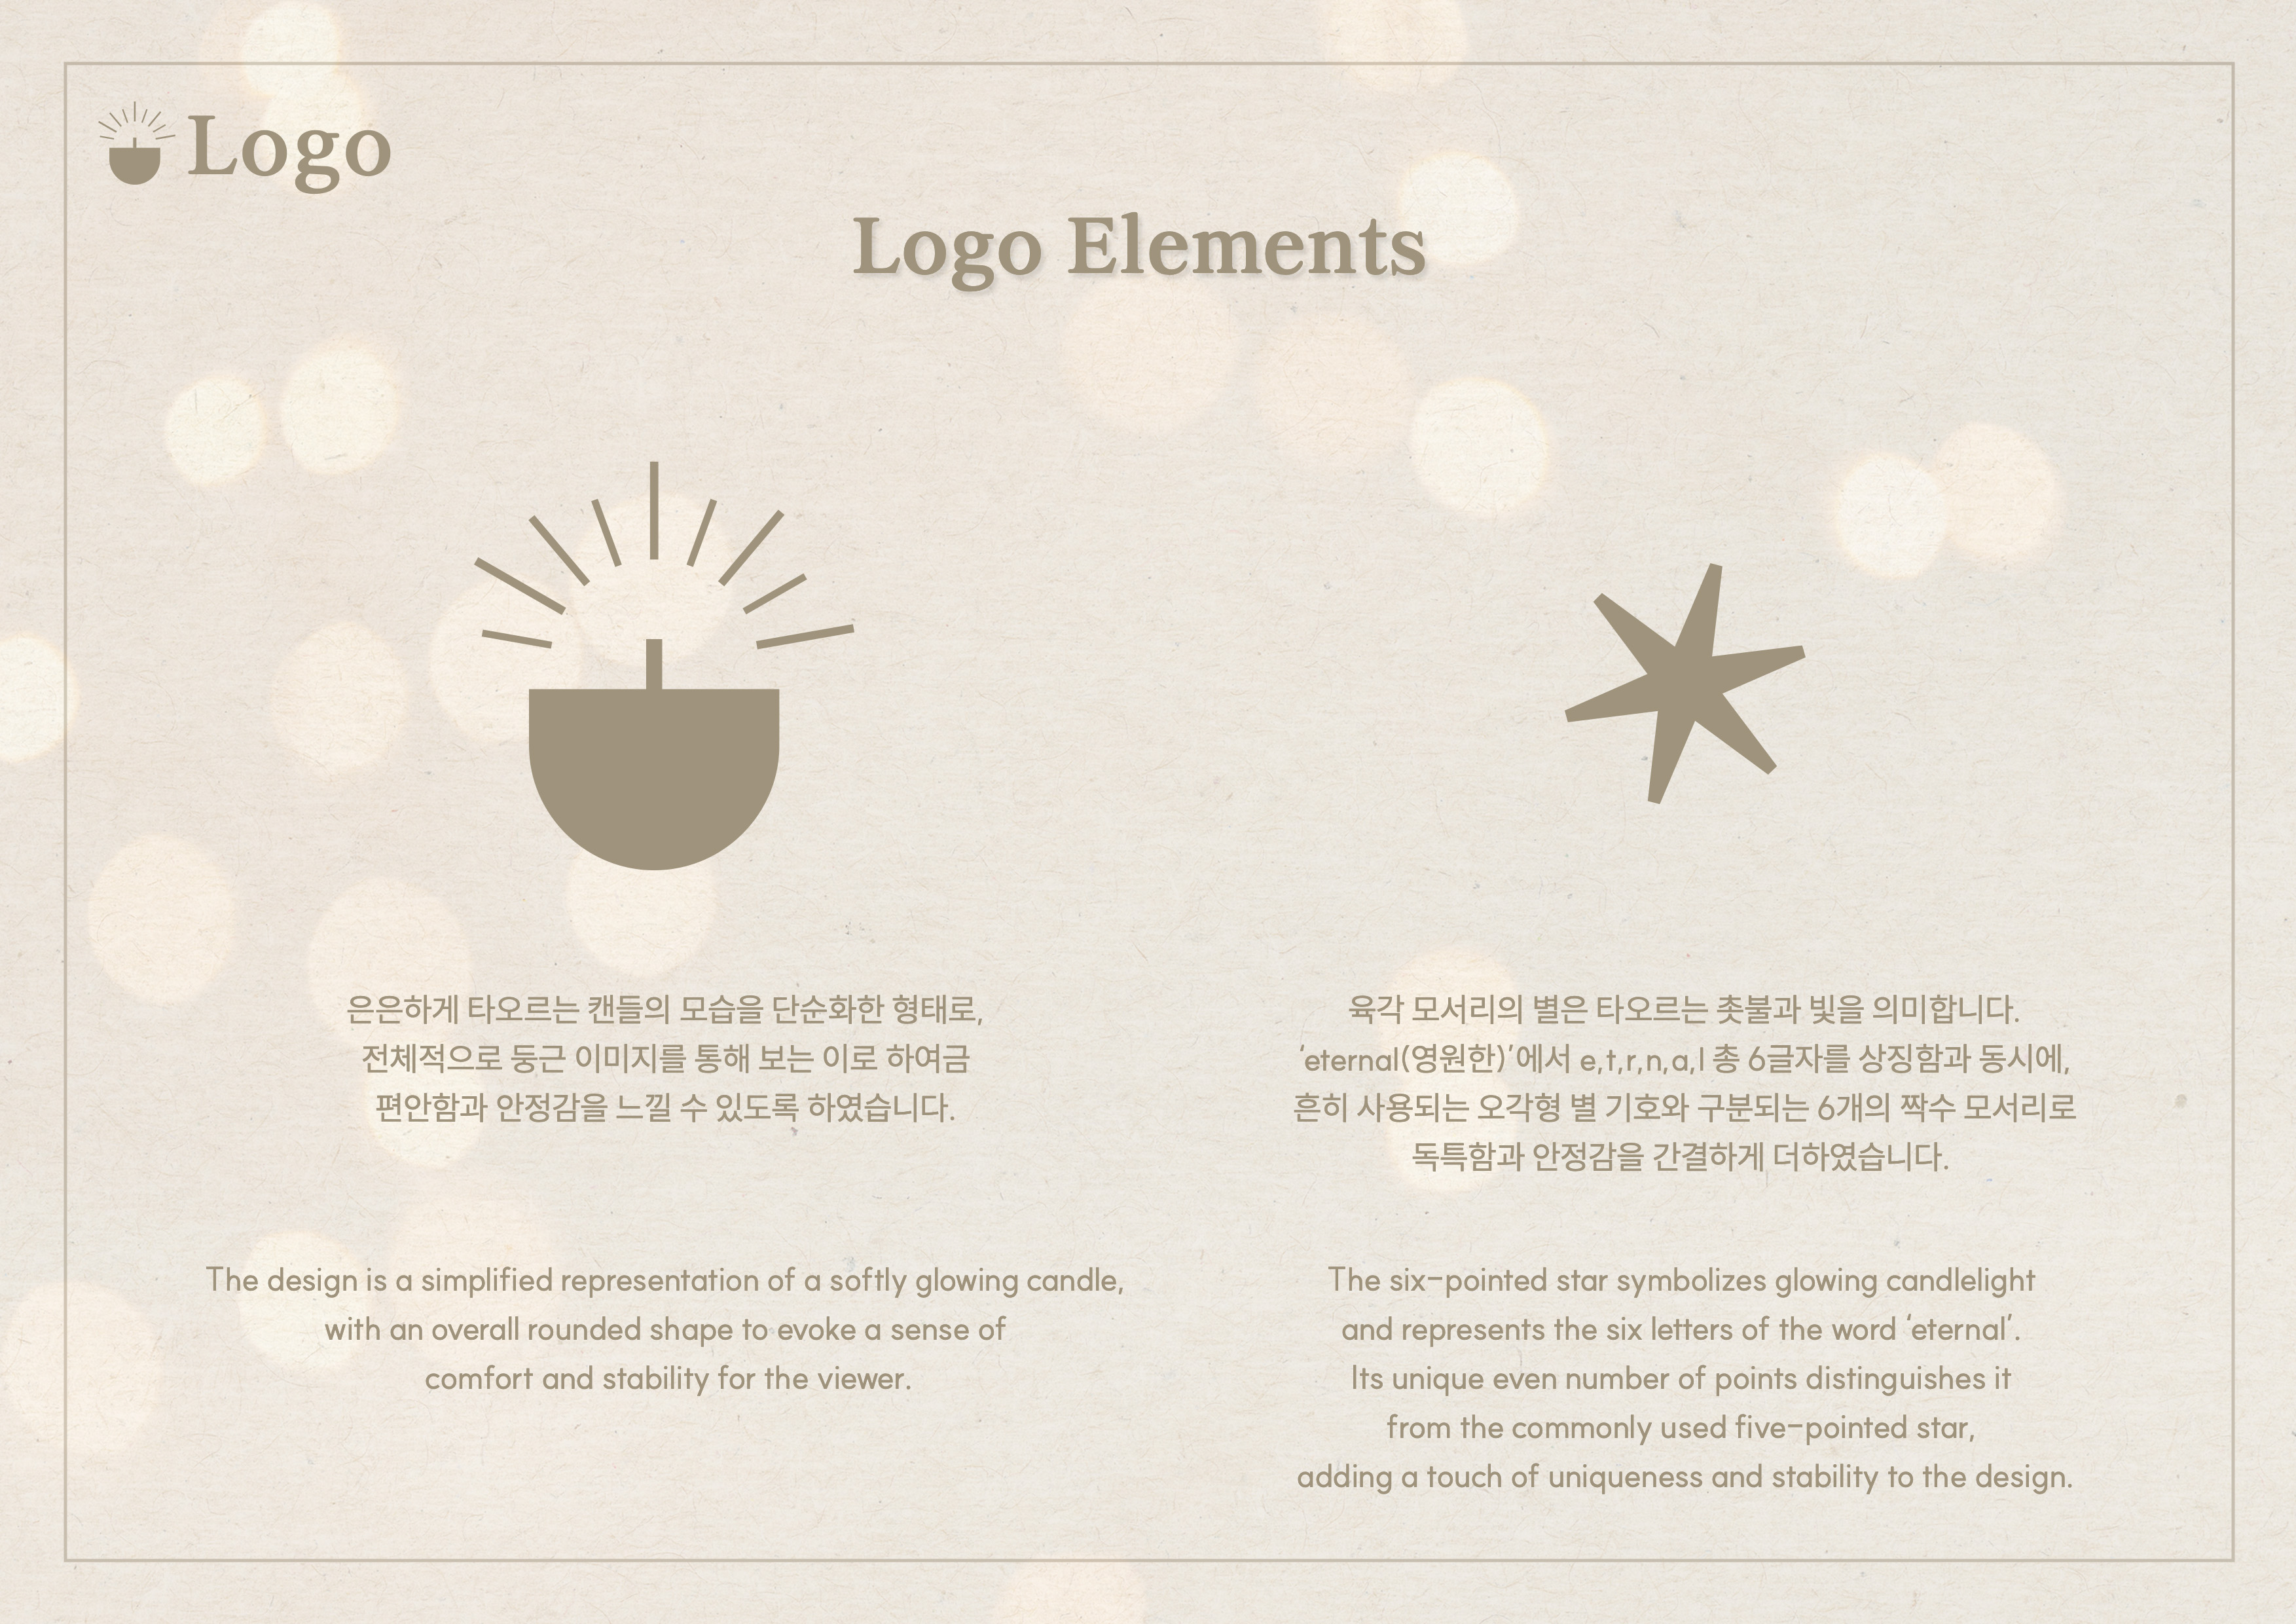 Logo
Logo Elements
은은하게 타오르는 캔들의 모습을 단순화한 형태로,
전체적으로 둥근 이미지를 통해 보는 이로 하여금
편안함과 안정감을 느낄 수 있도록 하였습니다.
The design is a simplified representation of a softly glowing candle,
with an overall rounded shape to evoke a sense of
comfort and stability for the viewer.
육각 모서리의 별은 타오르는 촛불과 빛을 의미합니다.
‘eternal(영원한)’에서 e,t,r,n,a,l 총 6글자를 상징함과 동시에,
흔히 사용되는 오각형 별 기호와 구분되는 6개의 짝수 모서리로
독특함과 안정감을 간결하게 더하였습니다.
The six-pointed star symbolizes glowing candlelight
and represents the six letters of the word ‘eternal’.
Its unique even number of points distinguishes it
from the commonly used five-pointed star,
adding a touch of uniqueness and stability to the design.